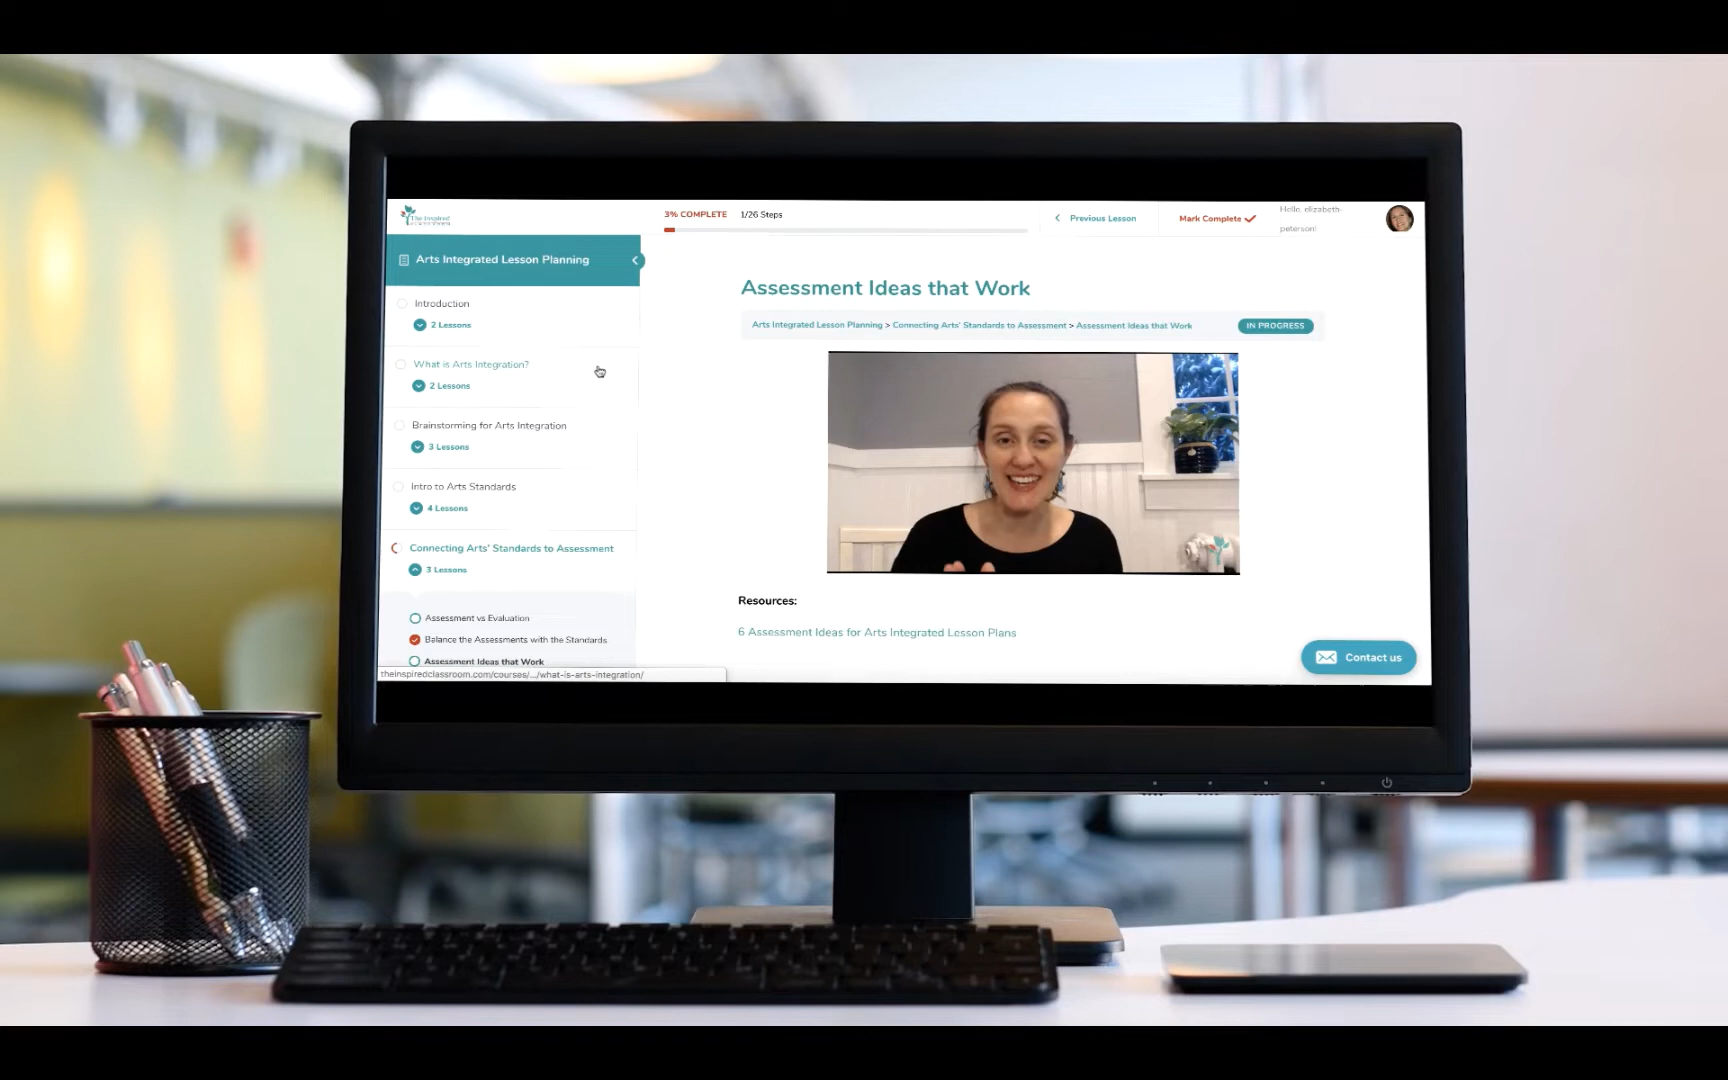 The Inspired
3% COMPLETE 1/26 Steps
Previous Lesson
Mark Complete
Hello, elizabeth-
peterson!
Arts Integrated Lesson Planning
Introduction
2 Lessons
What is Arts Integration?
2 Lessons
Brainstorming for Arts Integration
3 Lessons
Intro to Arts Standards
4 Lessons
Connecting Arts' Standards to Assessment
3 Lessons
Assessment vs Evaluation
Balance the Assessments with the Standards
Assessment Ideas that Work
theinspiredclassroom.com/courses/.../what-is-arts-integration/
Assessment Ideas that Work
Arts Integrated Lesson Planning > Connecting Arts' Standards to Assessment > Assessment Ideas that Work
IN PROGRESS
Resources:
6 Assessment Ideas for Arts Integrated Lesson Plans
Contact us